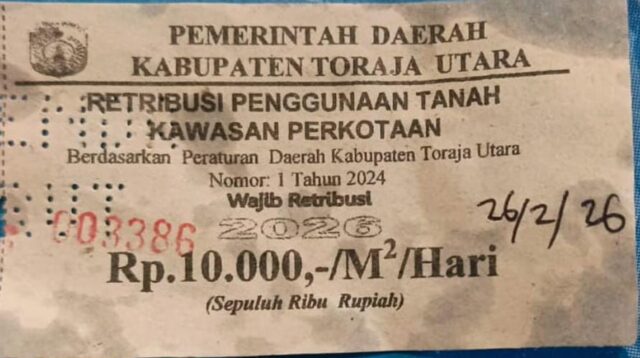 PEMERINTAH DAERAH
KABUPATEN TORAJA UTARA
RETRIBUSI PENGGUNAAN TANAH
KAWASAN PERKOTAAN
Berdasarkan Peraturan Daerah Kabupaten Toraja Utara
Nomor: 1 Tahun 2024
Wajib Retribusi
003386
2026
26/2/26
Rp.10.000,-/M²/Hari
(Sepuluh Ribu Rupiah)